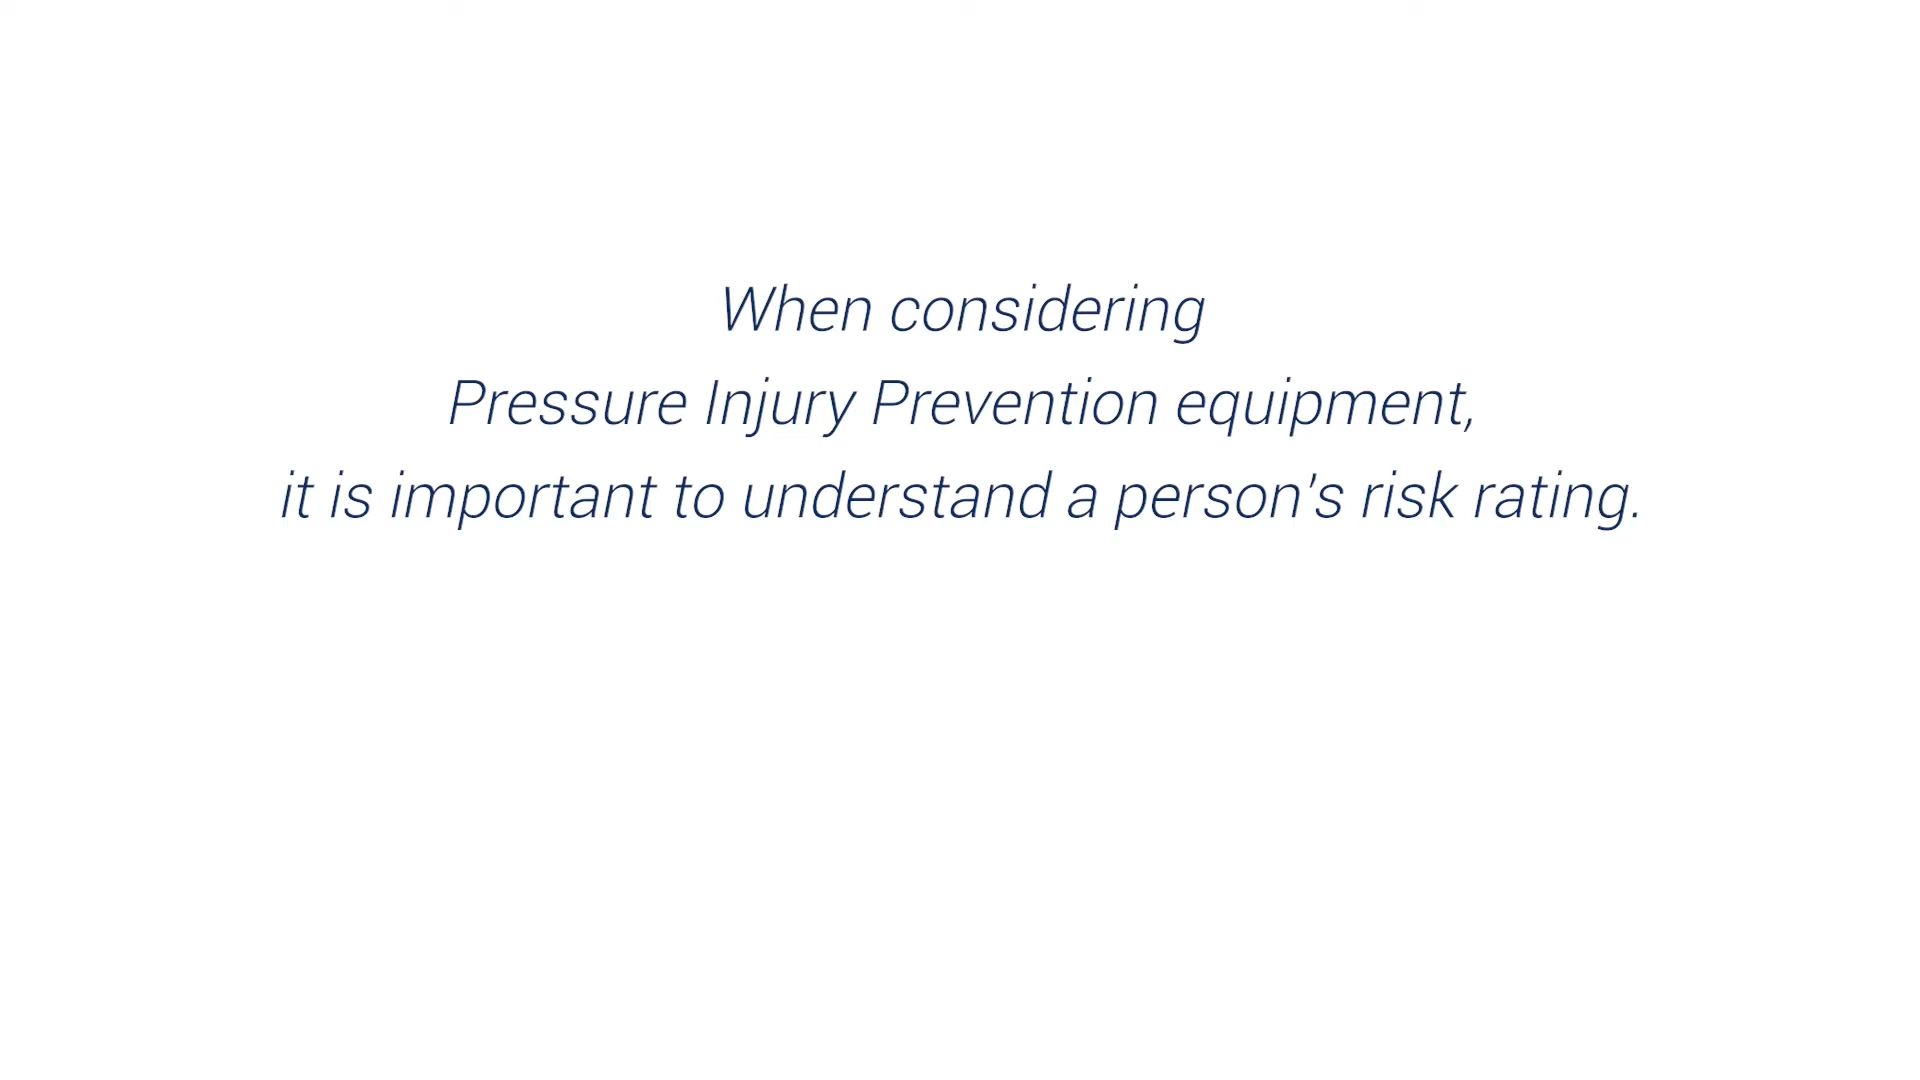 When considering
Pressure Injury Prevention equipment,
it is important to understand a person's risk rating.